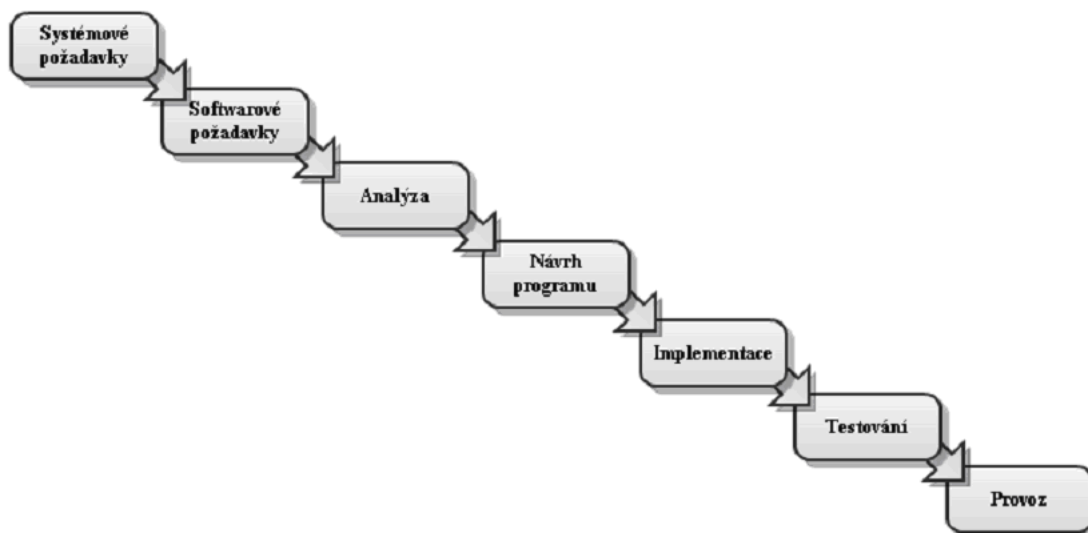 Systémové
požadavky
Softwarové
požadavky
Analýza
Návrh
programu
Implementace
Testování
Provoz